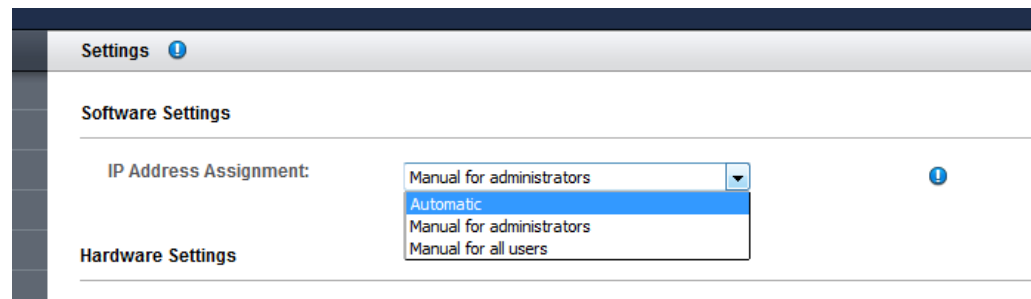 Settings
Software Settings
IP Address Assignment:
Manual for administrators
Automatic
Manual for administrators
Manual for all users
Hardware Settings